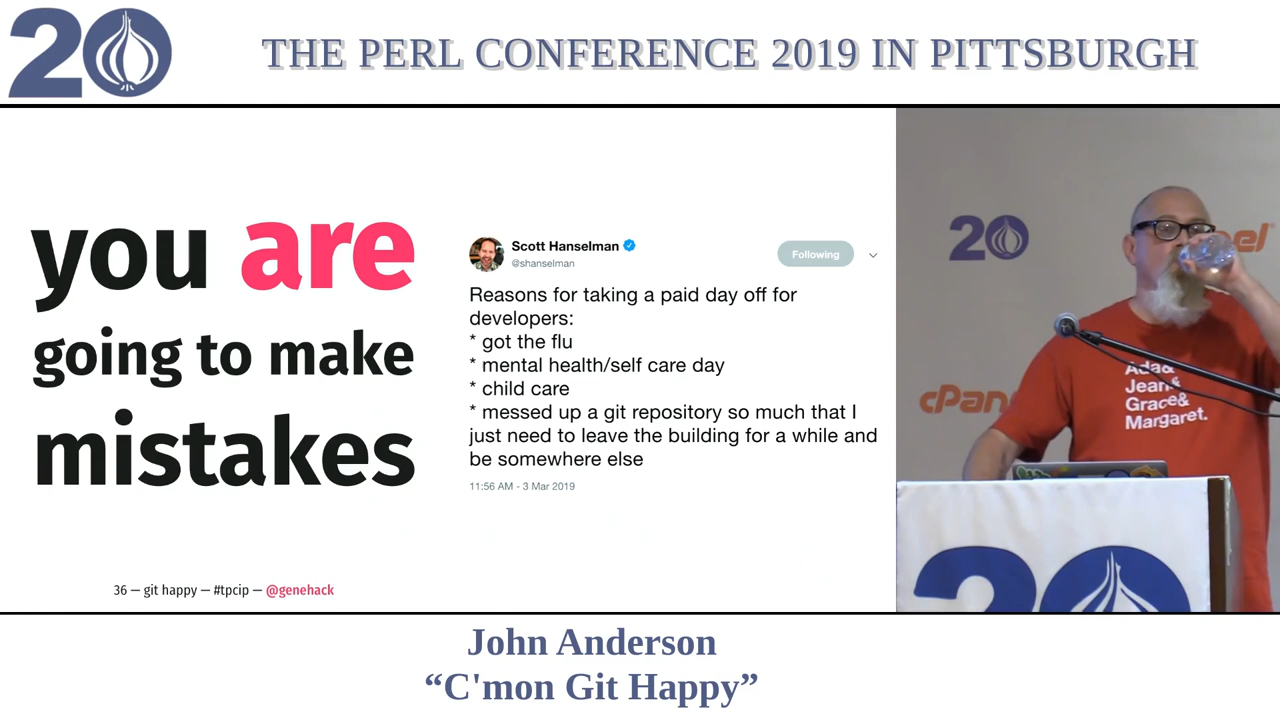 20
THE PERL CONFERENCE 2019 IN PITTSBURGH
you are
going to make
mistakes
Scott Hanselman
@shanselman
Following
Reasons for taking a paid day off for
developers:
* got the flu
* mental health/self care day
* child care
* messed up a git repository so much that I
just need to leave the building for a while and
be somewhere else
11:56 AM - 3 Mar 2019
36 — git happy — #tpcip — @genehack
20
cPan
Ada&
Jean&
Grace&
Margaret.
20
John Anderson
“C'mon Git Happy”